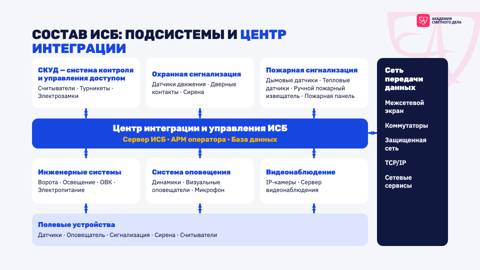 АКАДЕМИЯ
СМЕТНОГО ДЕЛА
СОСТАВ ИСБ: ПОДСИСТЕМЫ И ЦЕНТР
ИНТЕГРАЦИИ
СКУД — система контроля
и управления доступом
Считыватели · Турникеты ·
Электрозамки
Охранная сигнализация
Датчики движения · Дверные
контакты · Сирена
Пожарная сигнализация
Дымовые датчики · Тепловые
датчики · Ручной пожарный
извещатель · Пожарная панель
Центр интеграции и управления ИСБ
Сервер ИСБ · АРМ оператора · База данных
Инженерные системы
Ворота · Освещение · ОВК ·
Электропитание
Система оповещения
Динамики · Визуальные
оповещатели · Микрофон
Видеонаблюдение
IP-камеры · Сервер
видеонаблюдения
Полевые устройства
Датчики · Оповещатель · Сигнализация · Сирена · Считыватели
Сеть
передачи
данных
Межсетевой
экран
Коммутаторы
Защищенная
сеть
TCP/IP
Сетевые
сервисы